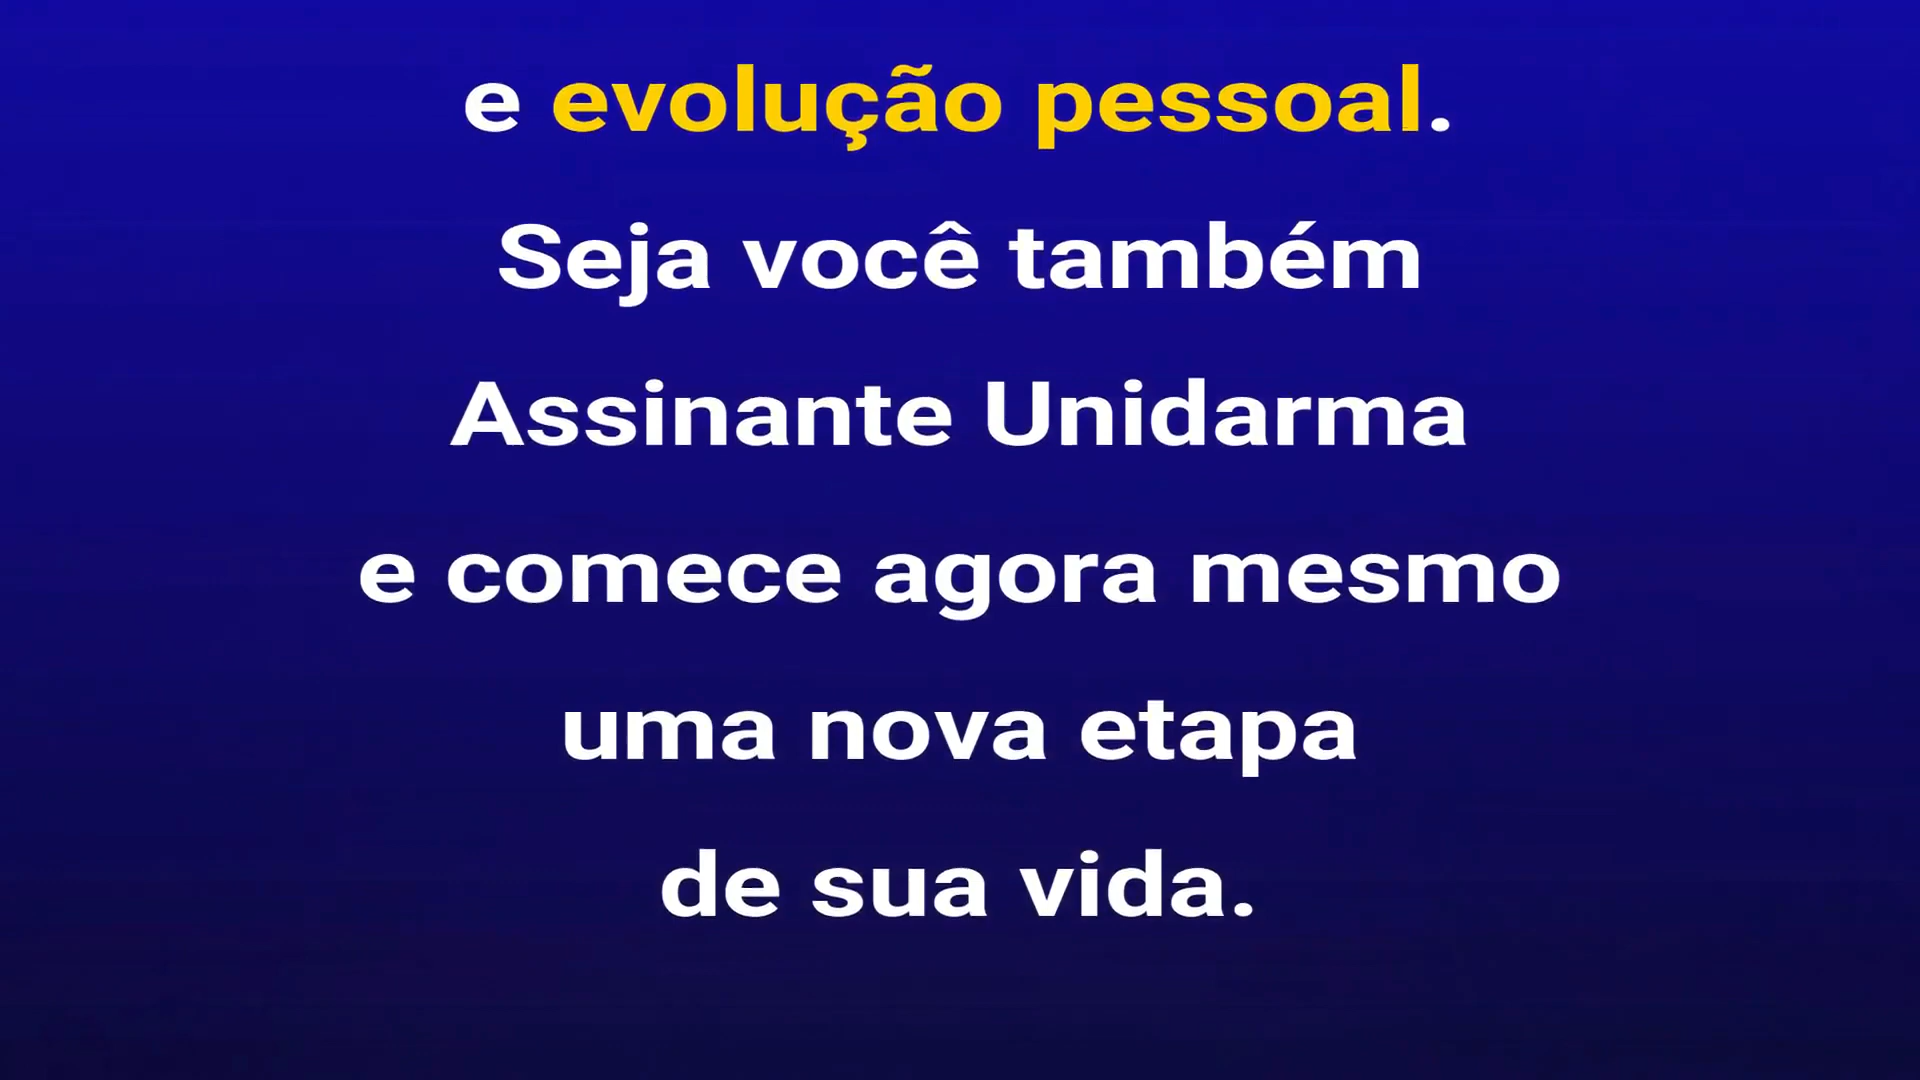 e evolução pessoal.
Seja você também
Assinante Unidarma
e comece agora mesmo
uma nova etapa
de sua vida.